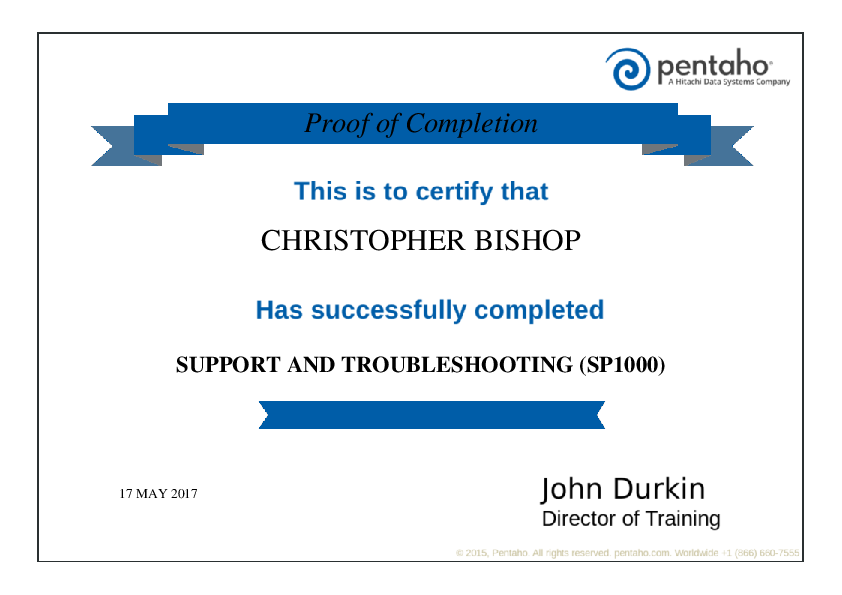 pentaho®
A Hitachi Data Systems Company
Proof of Completion
This is to certify that
CHRISTOPHER BISHOP
Has successfully completed
SUPPORT AND TROUBLESHOOTING (SP1000)
17 MAY 2017
John Durkin
Director of Training
© 2015, Pentaho. All rights reserved. pentaho.com. Worldwide +1 (866) 660-7555